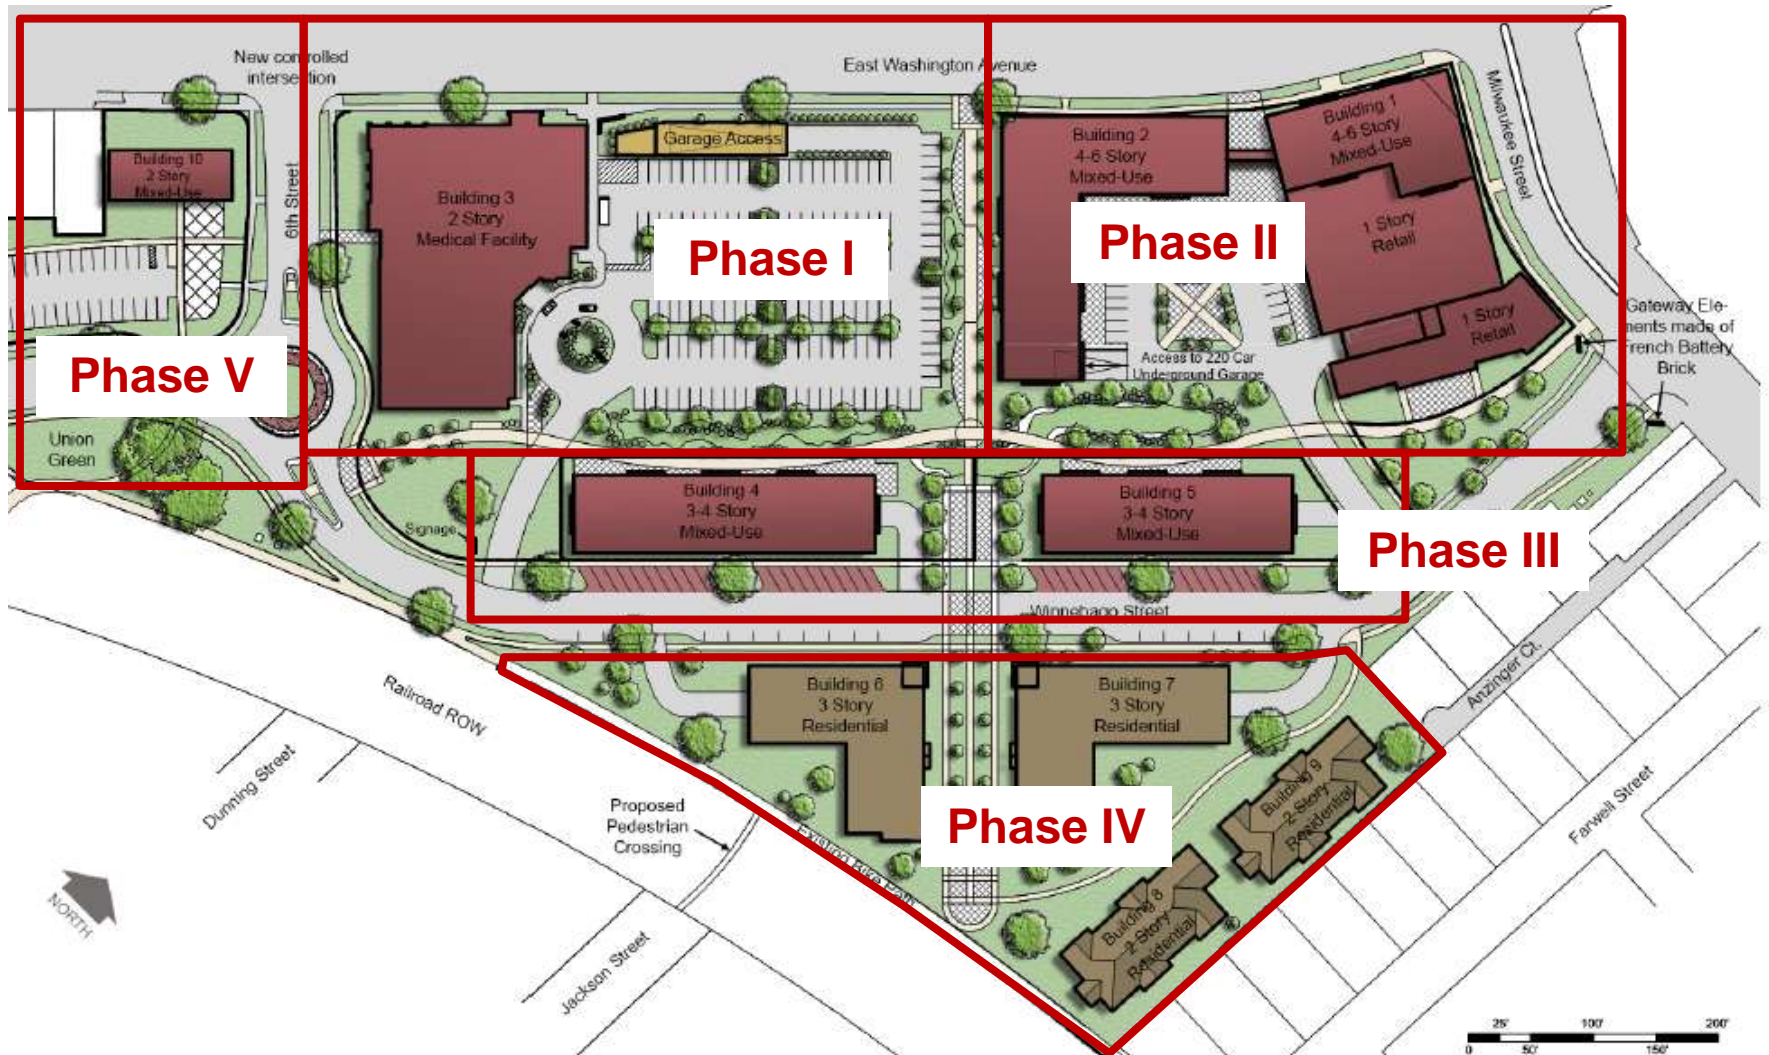 New controlled
intersection
East Washington Avenue
Milwaukee Street
6th Street
Building 10
2 Story
Mixed-Use
Building 3
2 Story
Medical Facility
Garage Access
Building 2
4-6 Story
Mixed-Use
Building 1
4-6 Story
Mixed-Use
1 Story
Retail
1 Story
Retail
Phase I
Phase II
Phase V
Access to 220 Car
Underground Garage
Gateway Ele-
ments made of
French Battery
Brick
Union
Green
Signage
Building 4
3-4 Story
Mixed-Use
Building 5
3-4 Story
Mixed-Use
Phase III
Winnebago Street
Building 6
3 Story
Residential
Building 7
3 Story
Residential
Railroad ROW
Anzinger Ct.
Dunning Street
Proposed
Pedestrian
Crossing
Existing Bike Path
Phase IV
Building 9
2 Story
Residential
Building 8
2 Story
Residential
Farwell Street
Jackson Street
NORTH
25' 100' 200'
0 50' 150'